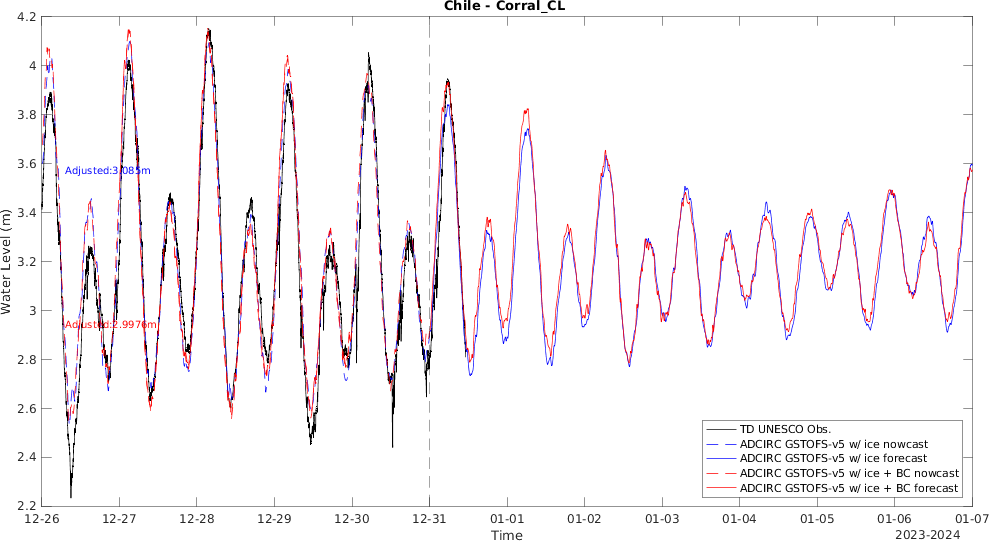 Chile - Corral_CL
4.2
4
3.8
3.6
3.4
3.2
3
2.8
2.6
2.4
2.2
Water Level (m)
Adjusted:3.085m
Adjusted:2.9976m
TD UNESCO Obs.
ADCIRC GSTOFS-v5 w/ ice nowcast
ADCIRC GSTOFS-v5 w/ ice forecast
ADCIRC GSTOFS-v5 w/ ice + BC nowcast
ADCIRC GSTOFS-v5 w/ ice + BC forecast
12-26 12-27 12-28 12-29 12-30 12-31 01-01 01-02 01-03 01-04 01-05 01-06 01-07
Time
2023-2024